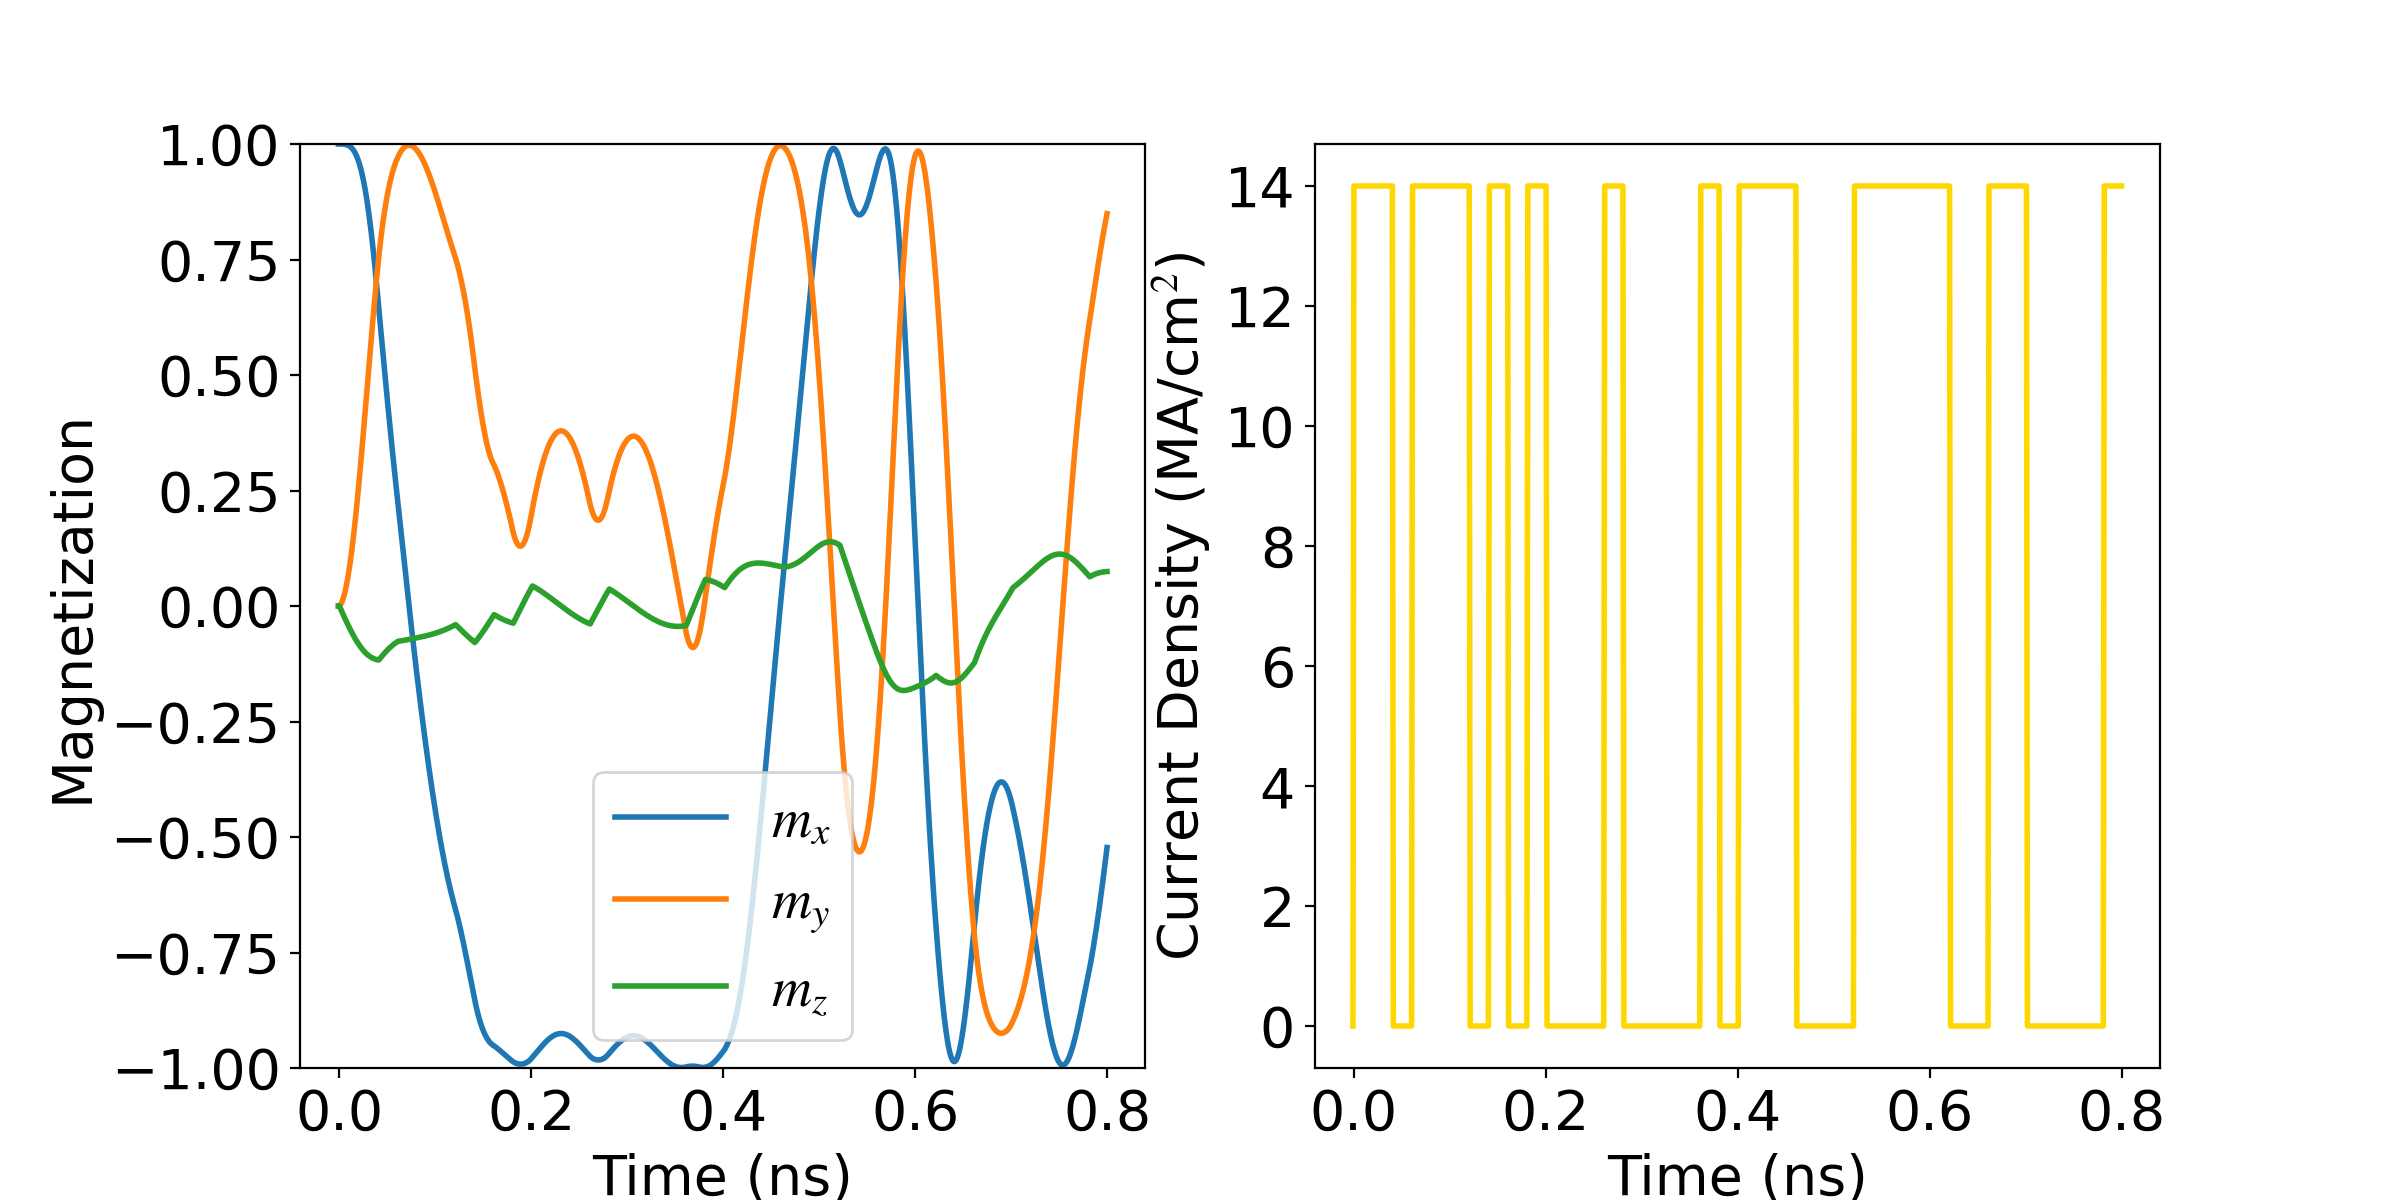 Magnetization
1.00
0.75
0.50
0.25
0.00
−0.25
−0.50
−0.75
−1.00
m_x
m_y
m_z
0.0 0.2 0.4 0.6 0.8
Time (ns)
Current Density (MA/cm²)
14
12
10
8
6
4
2
0
0.0 0.2 0.4 0.6 0.8
Time (ns)